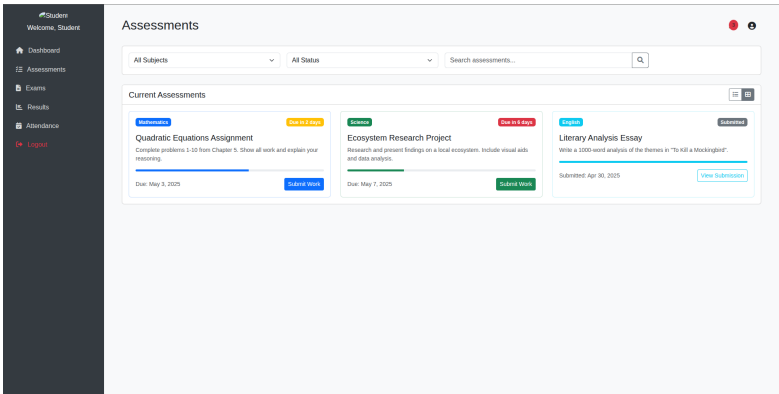 Student
Welcome, Student
Dashboard
Assessments
Exams
Results
Attendance
Logout
Assessments
All Subjects
All Status
Search assessments...
Current Assessments
Mathematics
Due in 2 days
Quadratic Equations Assignment
Complete problems 1-10 from Chapter 5. Show all work and explain your
reasoning.
Due: May 3, 2025
Submit Work
Science
Due in 6 days
Ecosystem Research Project
Research and present findings on a local ecosystem. Include visual aids
and data analysis.
Due: May 7, 2025
Submit Work
English
Submitted
Literary Analysis Essay
Write a 1000-word analysis of the themes in "To Kill a Mockingbird".
Submitted: Apr 30, 2025
View Submission